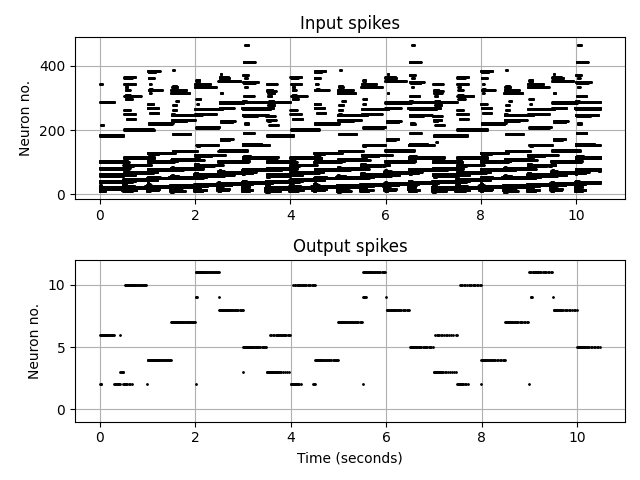 Input spikes
Neuron no.
400
200
0
0 2 4 6 8 10
Output spikes
Neuron no.
10
5
0
0 2 4 6 8 10
Time (seconds)